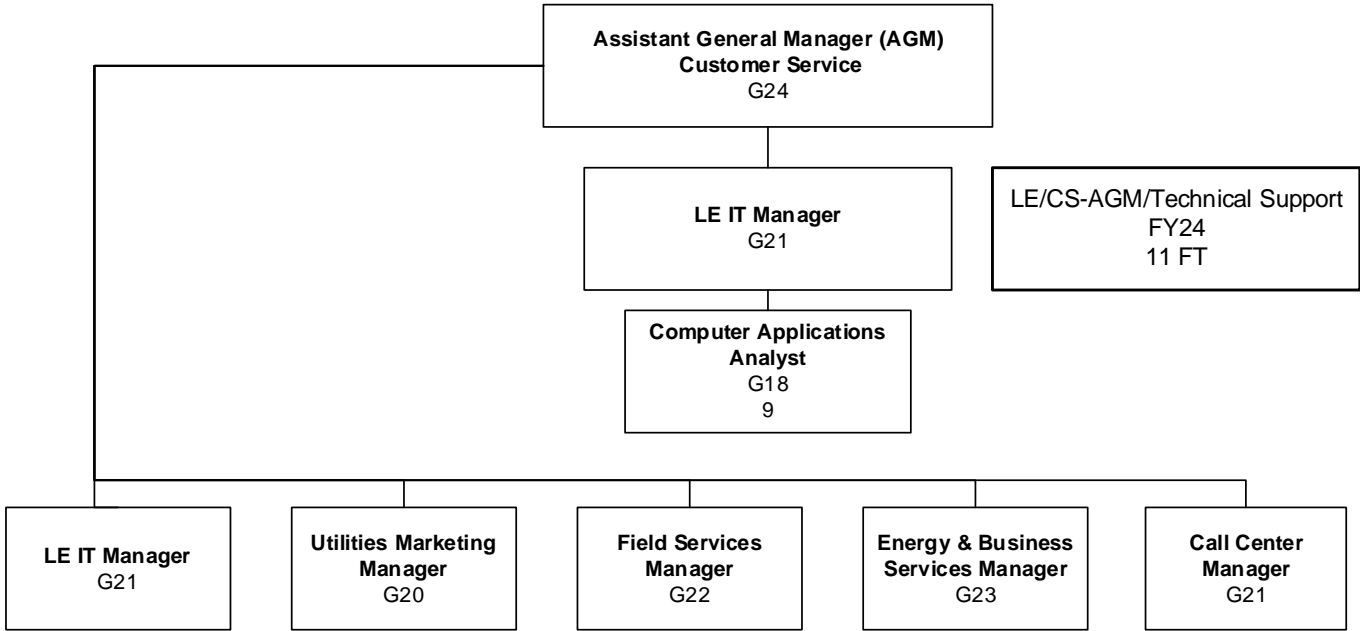 Assistant General Manager (AGM)
Customer Service
G24
LE IT Manager
G21
LE/CS-AGM/Technical Support
FY24
11 FT
Computer Applications
Analyst
G18
9
LE IT Manager
G21
Utilities Marketing
Manager
G20
Field Services
Manager
G22
Energy & Business
Services Manager
G23
Call Center
Manager
G21